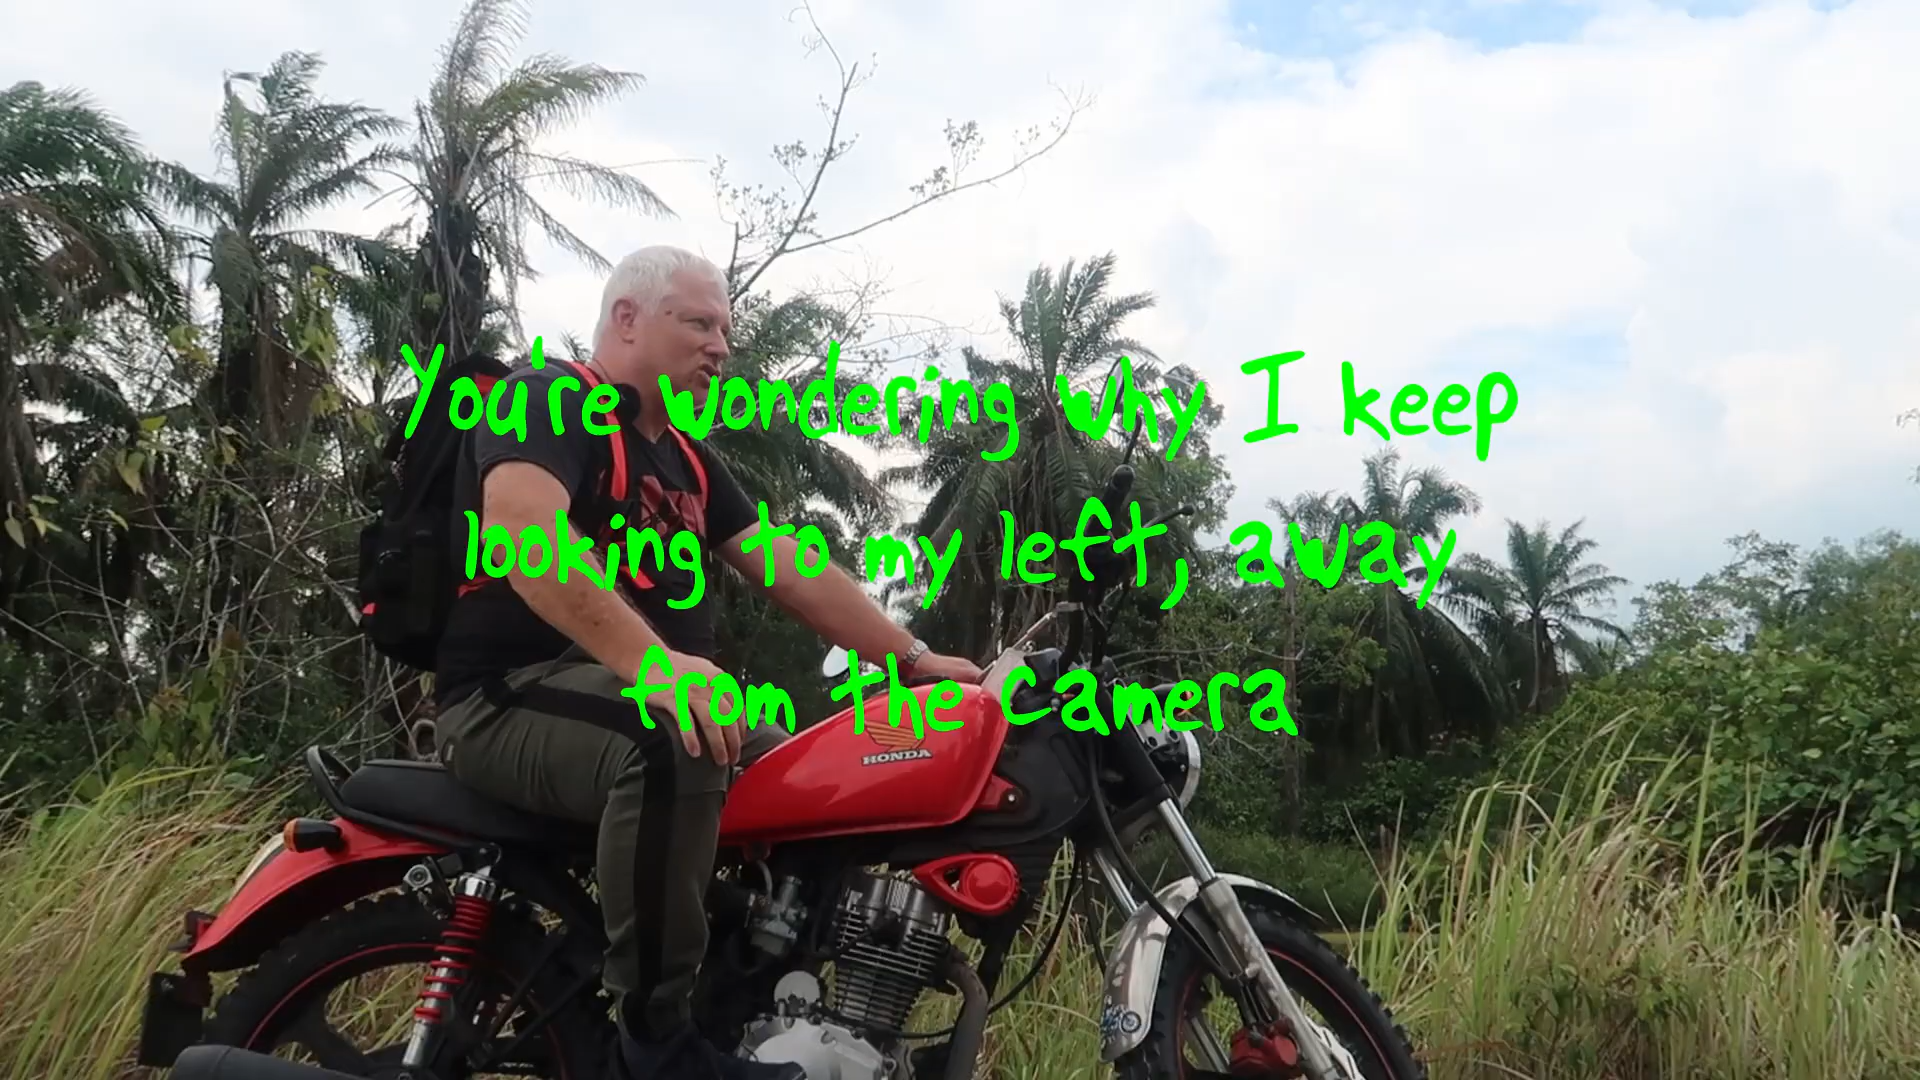 You're wondering why I keep
looking to my left, away
from the camera
HONDA